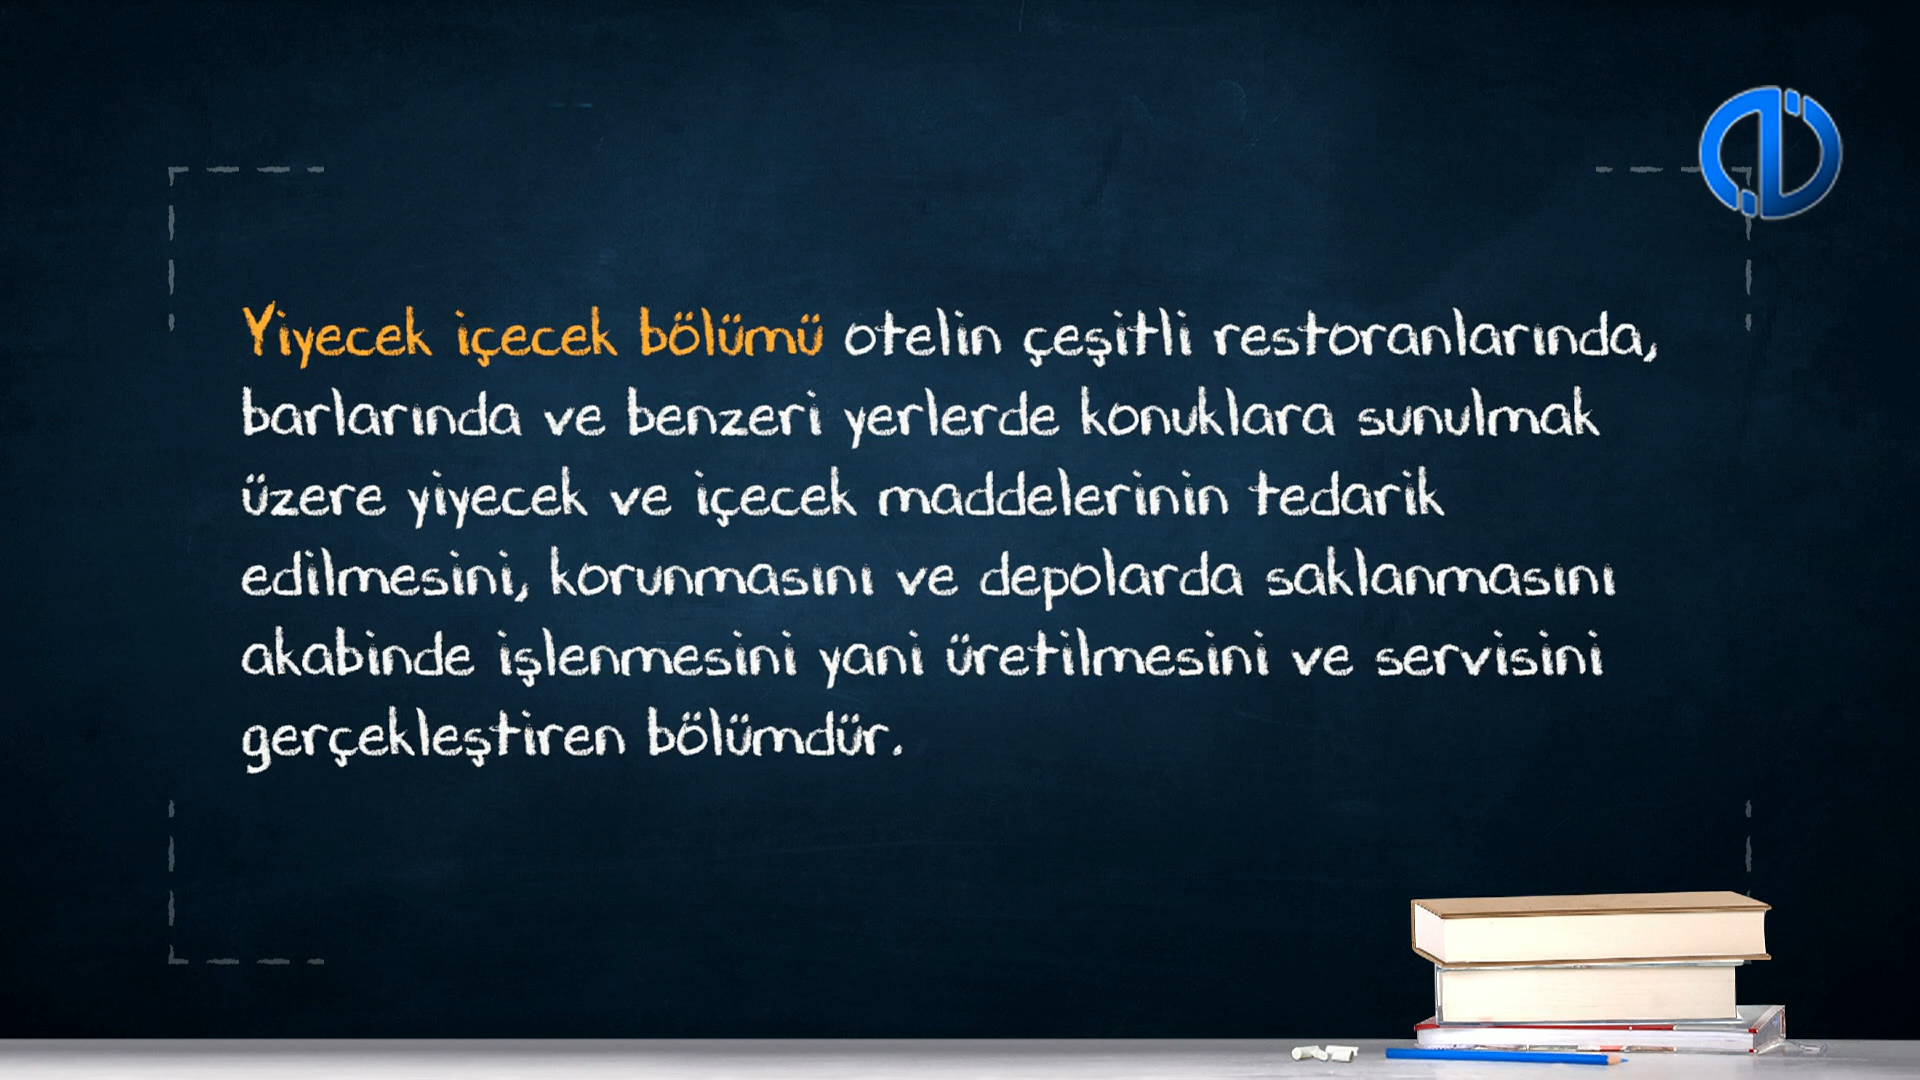 Yiyecek içecek bölümü otelin çeşitli restoranlarında,
barlarında ve benzeri yerlerde konuklara sunulmak
üzere yiyecek ve içecek maddelerinin tedarik
edilmesini, korunmasını ve depolarda saklanmasını
akabinde işlenmesini yani üretilmesini ve servisini
gerçekleştiren bölümdür.